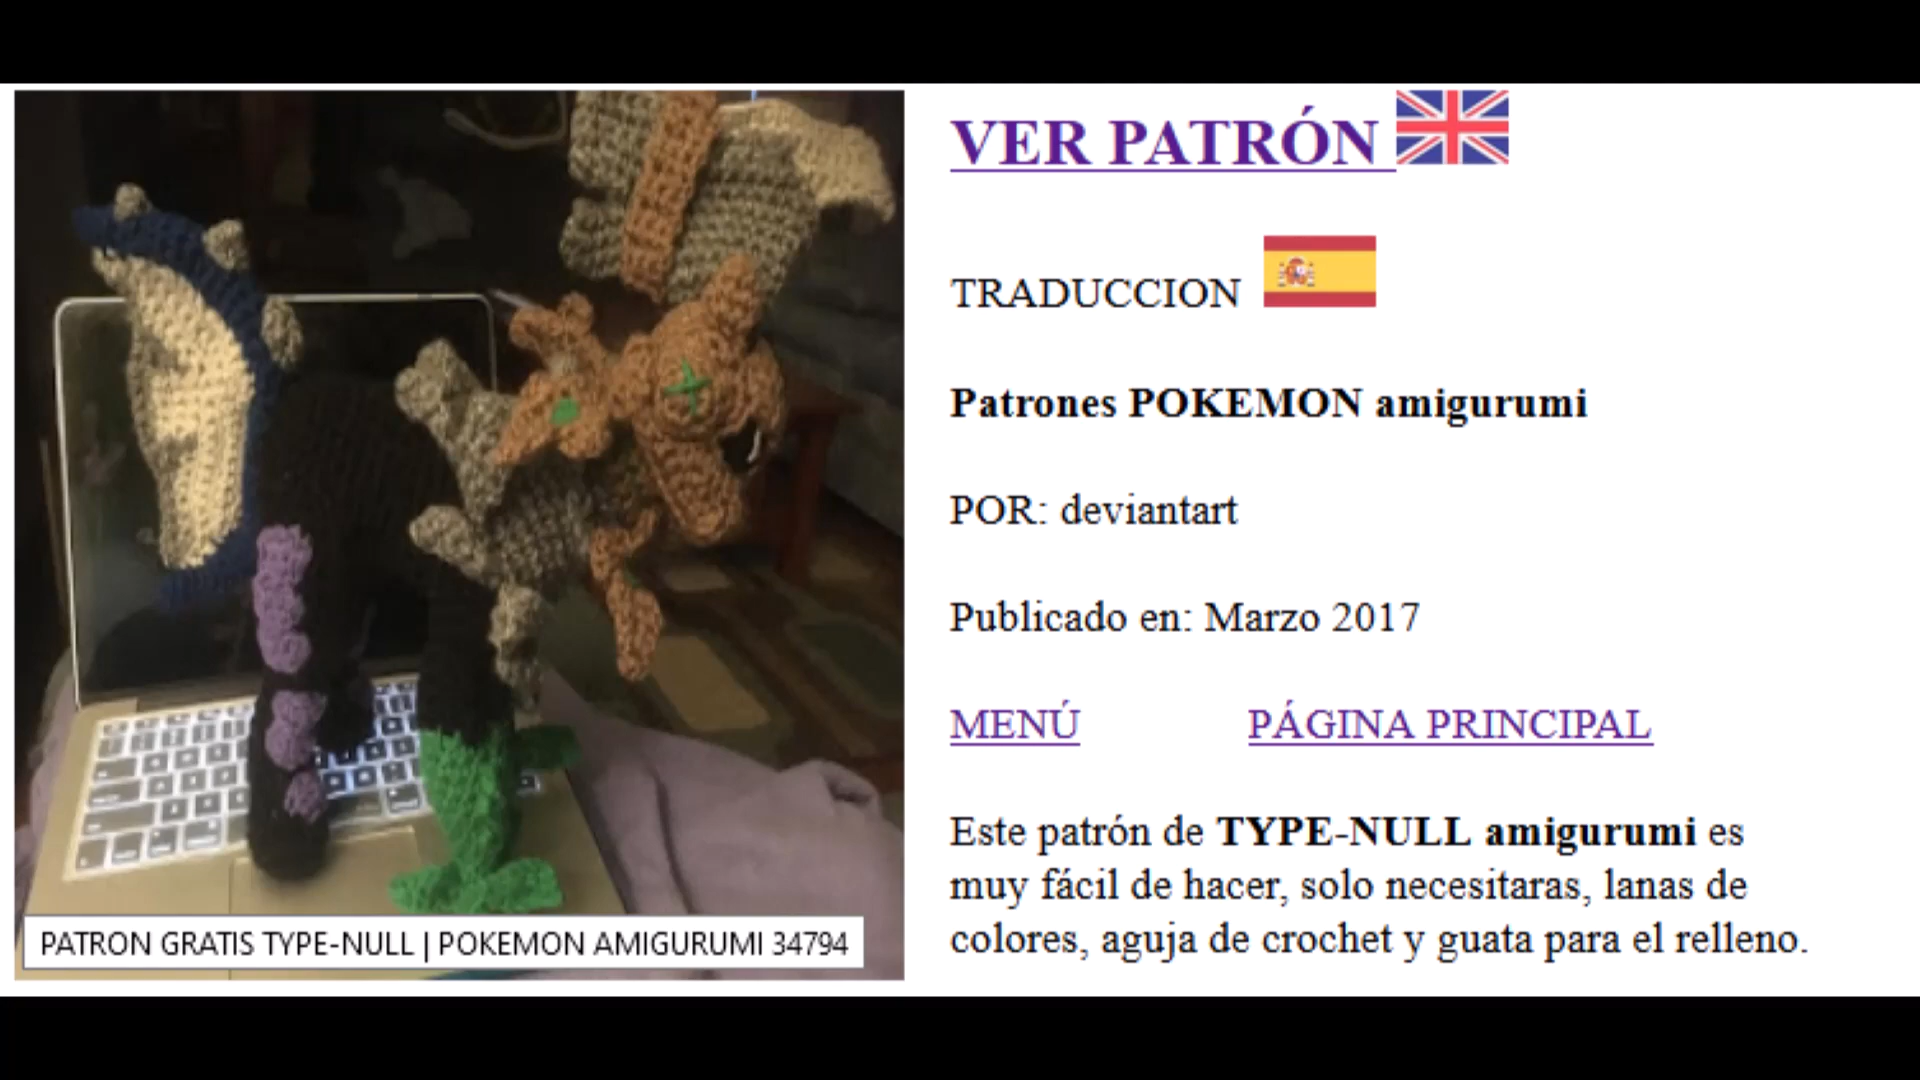 VER PATRÓN
TRADUCCION
Patrones POKEMON amigurumi
POR: deviantart
Publicado en: Marzo 2017
MENÚ
PÁGINA PRINCIPAL
Este patrón de TYPE-NULL amigurumi es
muy fácil de hacer, solo necesitaras, lanas de
colores, aguja de crochet y guata para el relleno.
PATRON GRATIS TYPE-NULL | POKEMON AMIGURUMI 34794